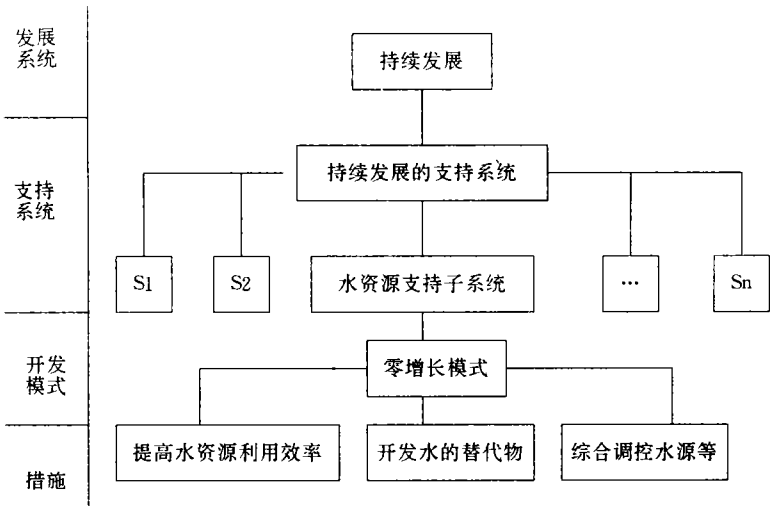 发展
系统
持续发展
持续发展的支持系统
支持
系统
S1
S2
水资源支持子系统
…
Sn
开发
模式
零增长模式
提高水资源利用效率
开发水的替代物
综合调控水源等
措施